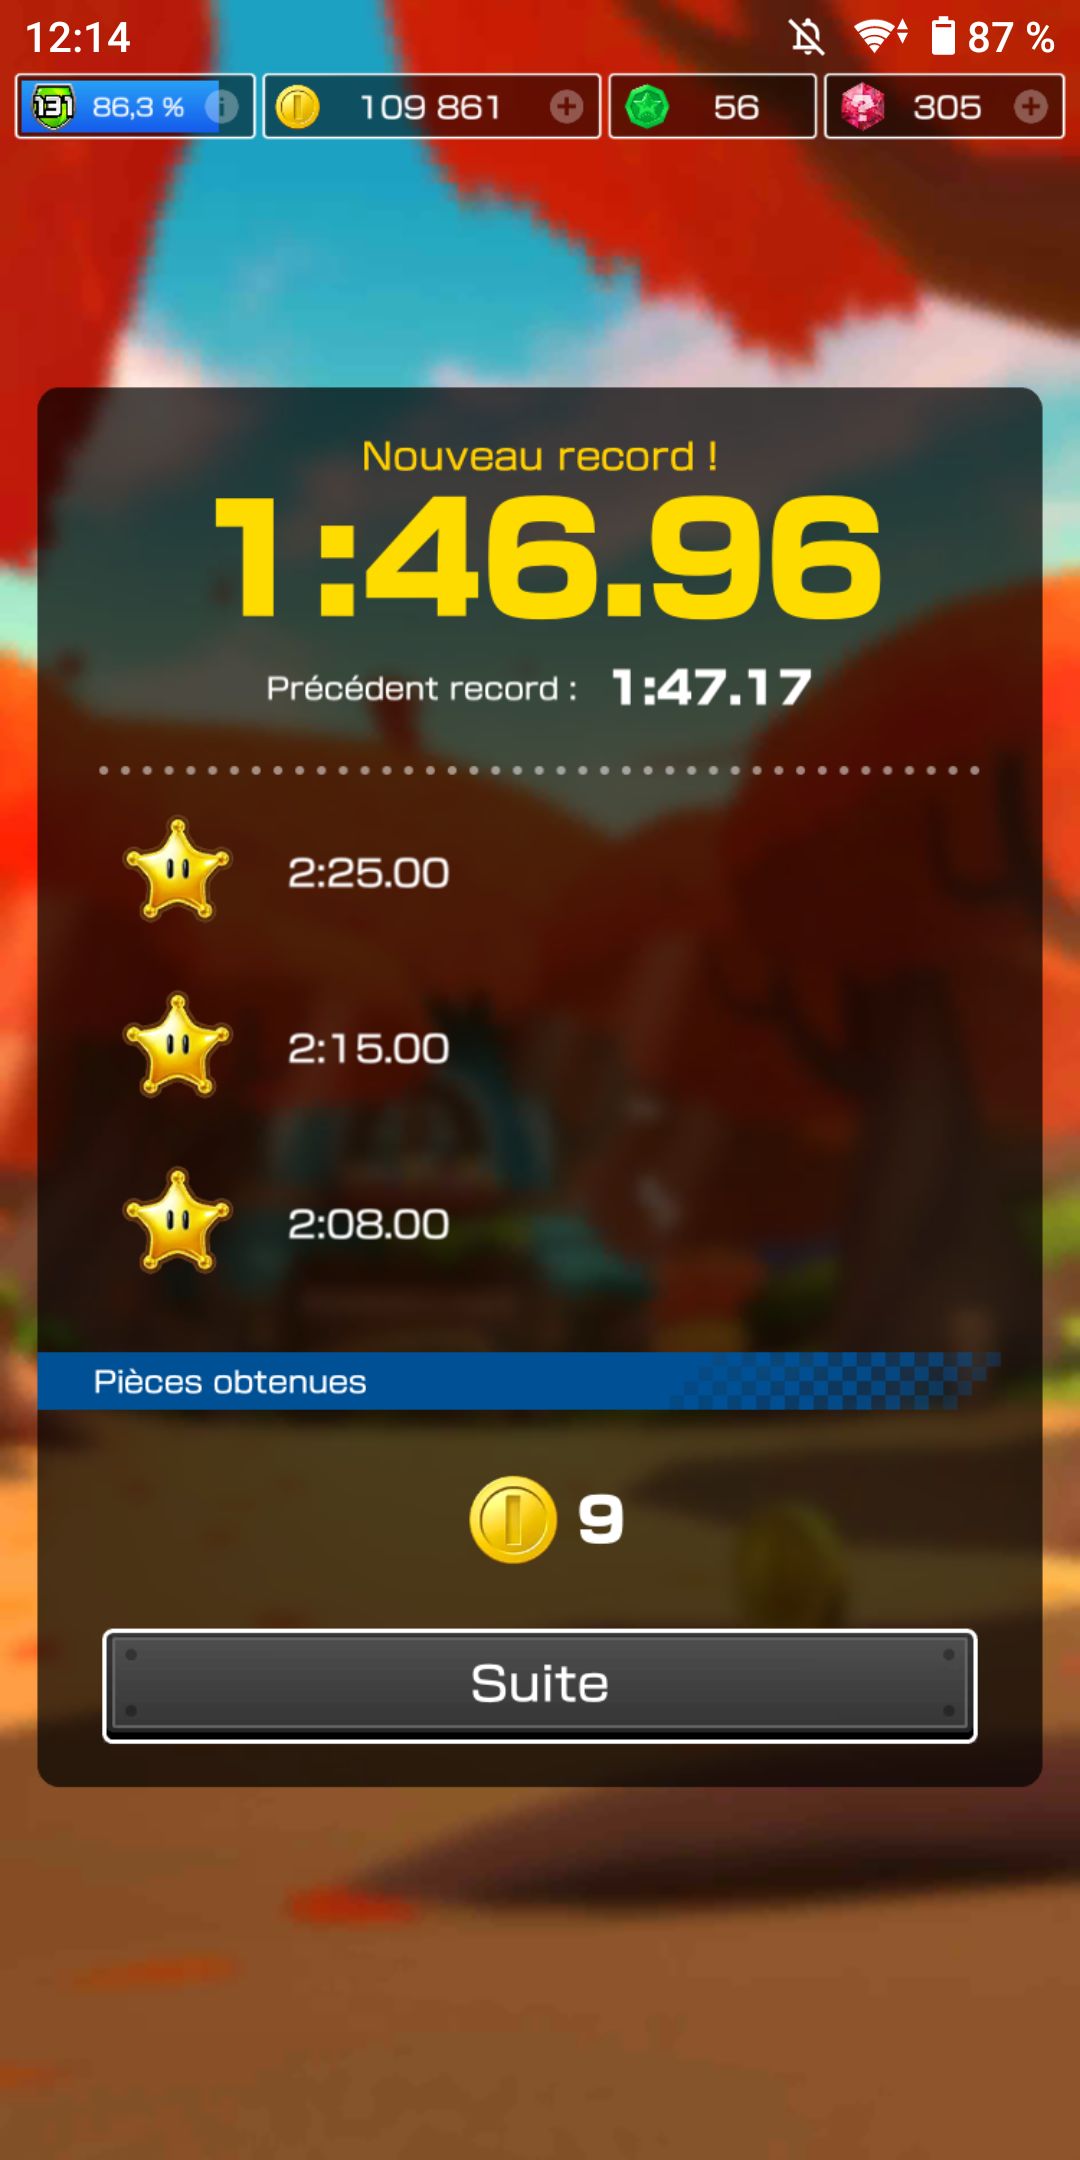 12:14 87 %
131 86,3 % 109 861 56 305
Nouveau record !
1:46.96
Précédent record : 1:47.17
2:25.00
2:15.00
2:08.00
Pièces obtenues
9
Suite